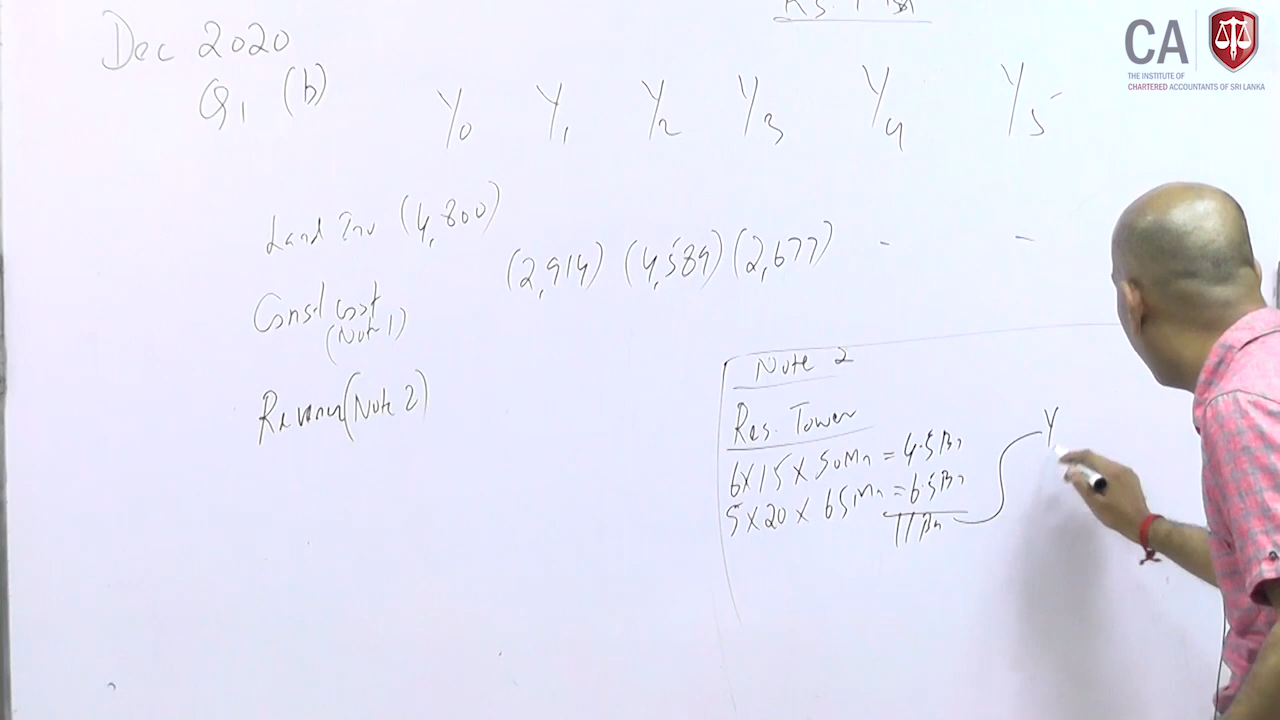 Dec 2020
Q1 (b)
Y0 Y1 Y2 Y3 Y4 Y5
Land Inv (4,800)
(2,914) (4,589) (2,677) - -
Const cost
(Note 1)
Revenue (Note 2)
Note 2
Res. Tower
6 x 15 x 50Mn = 4.5Bn
5 x 20 x 65Mn = 6.5Bn
11Bn
Y
CA
THE INSTITUTE OF
CHARTERED ACCOUNTANTS OF SRI LANKA